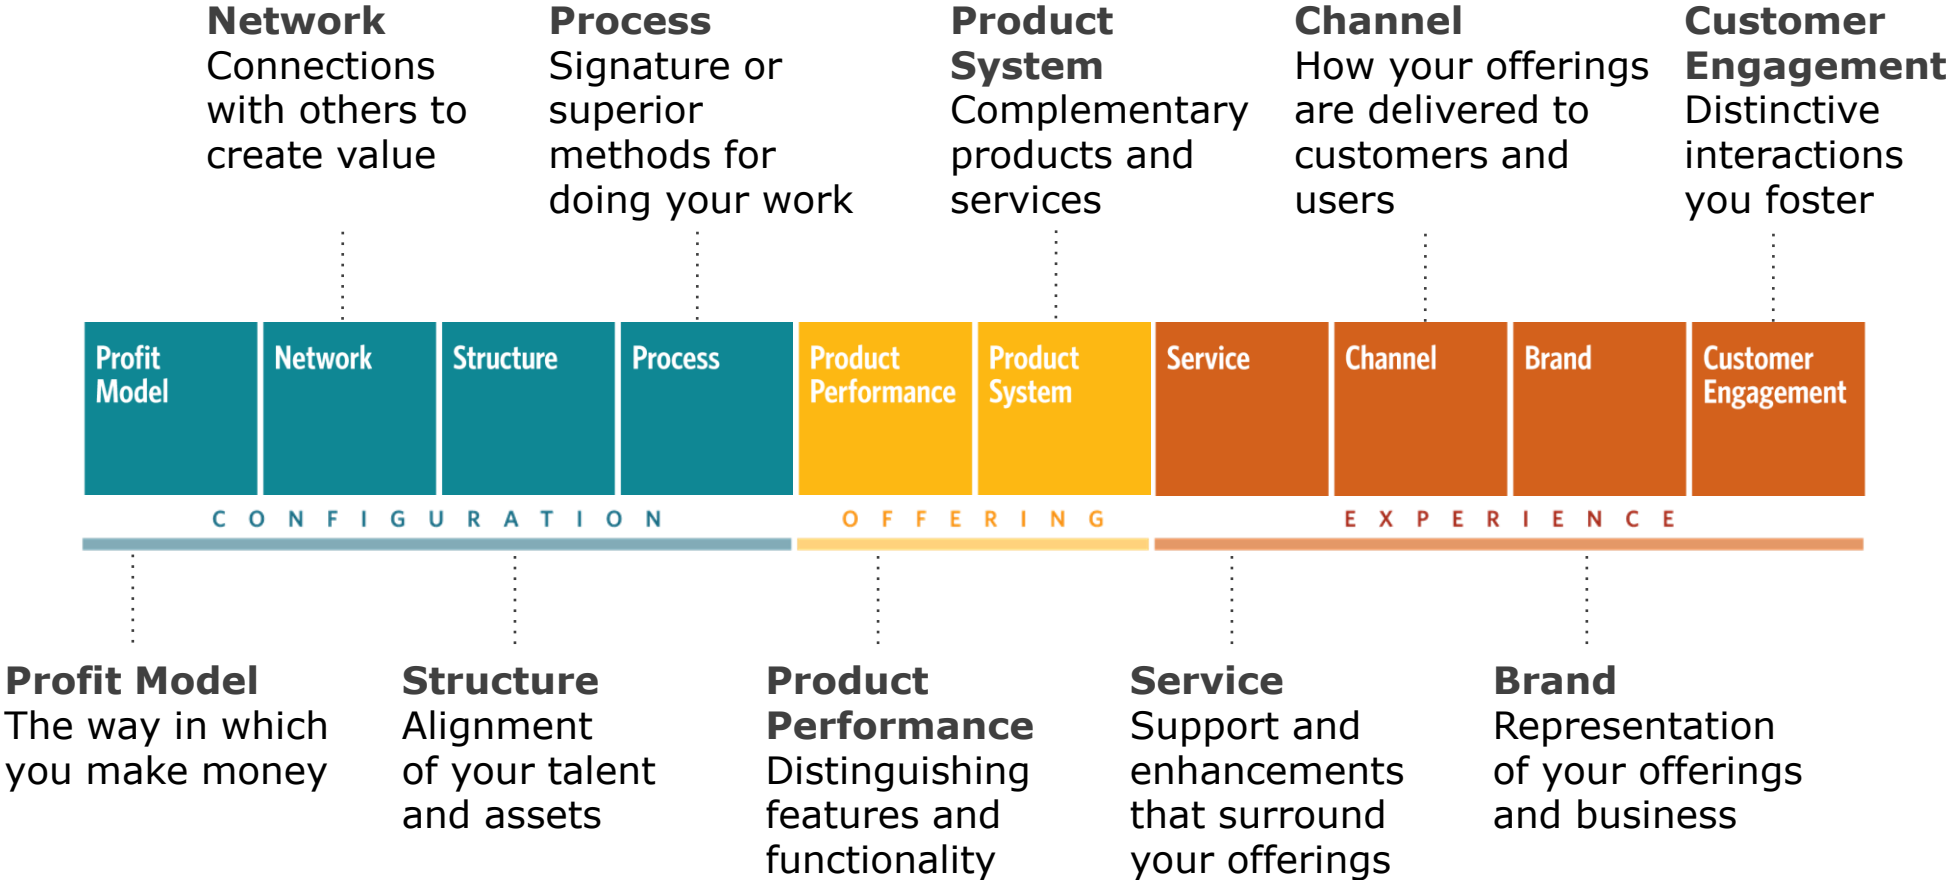 Network
Connections
with others to
create value
Process
Signature or
superior
methods for
doing your work
Product
System
Complementary
products and
services
Channel
How your offerings
are delivered to
customers and
users
Customer
Engagement
Distinctive
interactions
you foster
Profit
Model
Network
Structure
Process
Product
Performance
Product
System
Service
Channel
Brand
Customer
Engagement
CONFIGURATION
OFFERING
EXPERIENCE
Profit Model
The way in which
you make money
Structure
Alignment
of your talent
and assets
Product
Performance
Distinguishing
features and
functionality
Service
Support and
enhancements
that surround
your offerings
Brand
Representation
of your offerings
and business